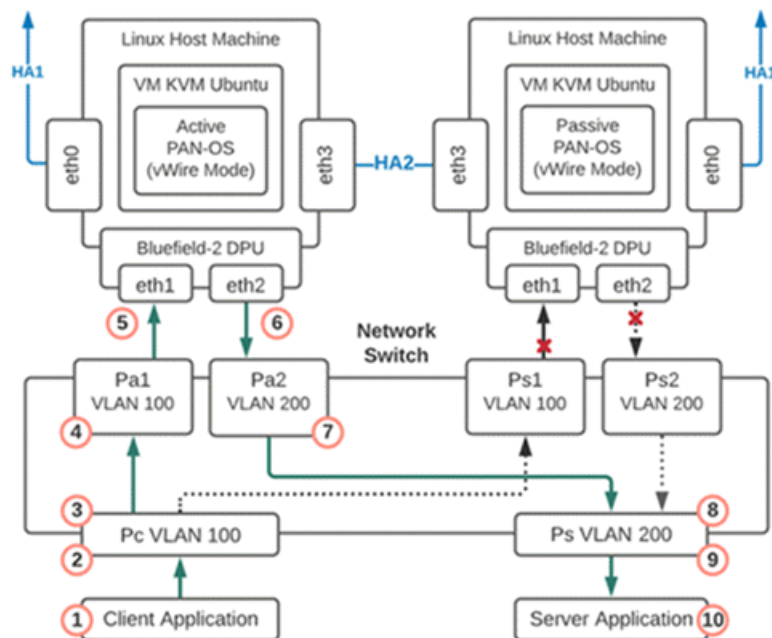 Linux Host Machine
VM KVM Ubuntu
Active
PAN-OS
(vWire Mode)
HA1
eth0
eth3
Bluefield-2 DPU
eth1
eth2
HA2
Linux Host Machine
VM KVM Ubuntu
Passive
PAN-OS
(vWire Mode)
HA1
eth3
eth0
Bluefield-2 DPU
eth1
eth2
5
6
Network
Switch
Pa1
VLAN 100
Pa2
VLAN 200
Ps1
VLAN 100
Ps2
VLAN 200
4
7
3
Pc VLAN 100
2
8
Ps VLAN 200
9
1
Client Application
Server Application
10